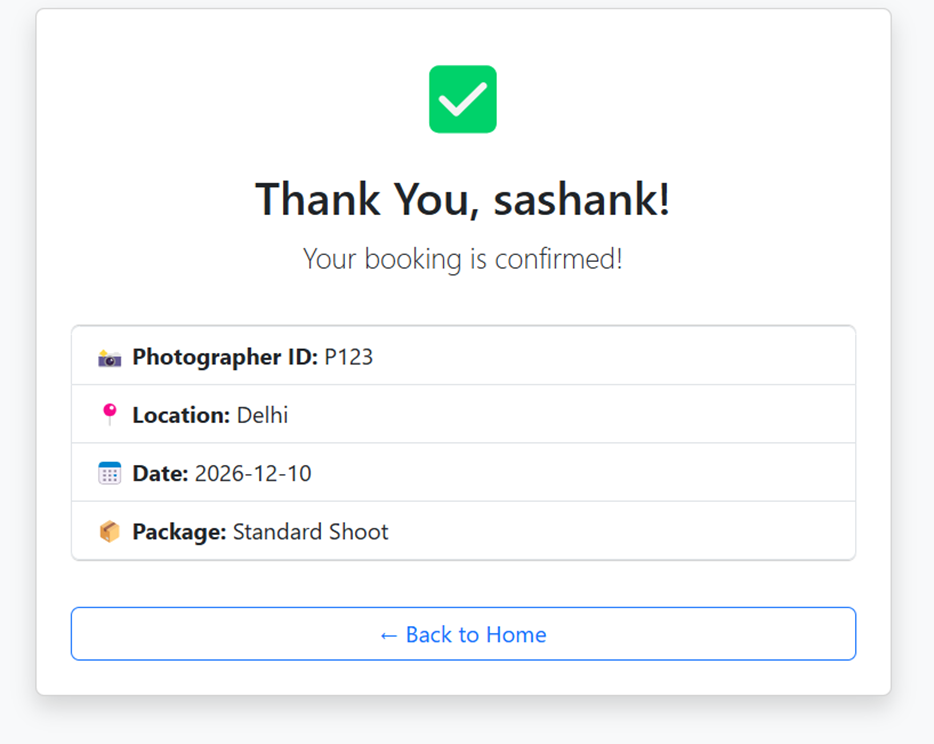 Thank You, sashank!
Your booking is confirmed!
📸 Photographer ID: P123
📍 Location: Delhi
📅 Date: 2026-12-10
📦 Package: Standard Shoot
← Back to Home